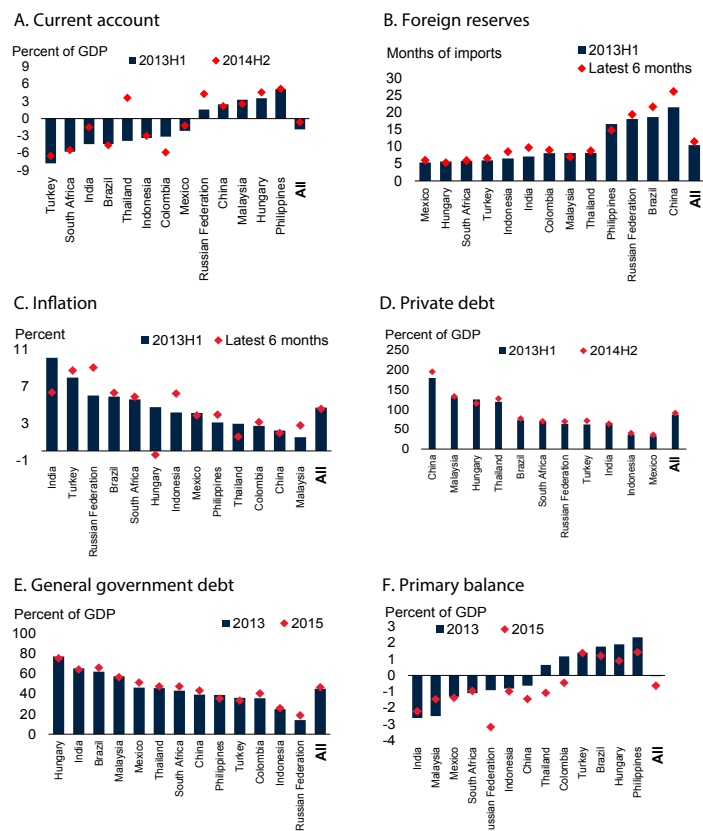 A. Current account
Percent of GDP
2013H1
2014H2
9
6
3
0
-3
-6
-9
Turkey
South Africa
India
Brazil
Thailand
Indonesia
Colombia
Mexico
Russian Federation
China
Malaysia
Hungary
Philippines
All
B. Foreign reserves
Months of imports
2013H1
Latest 6 months
30
25
20
15
10
5
0
Mexico
Hungary
South Africa
Turkey
Indonesia
India
Colombia
Malaysia
Thailand
Philippines
Russian Federation
Brazil
China
All
C. Inflation
Percent
2013H1
Latest 6 months
11
7
3
-1
India
Turkey
Russian Federation
Brazil
South Africa
Hungary
Indonesia
Mexico
Philippines
Thailand
Colombia
China
Malaysia
All
D. Private debt
Percent of GDP
2013H1
2014H2
250
200
150
100
50
0
China
Malaysia
Hungary
Thailand
Brazil
South Africa
Russian Federation
Turkey
India
Indonesia
Mexico
All
E. General government debt
Percent of GDP
2013
2015
100
80
60
40
20
0
Hungary
India
Brazil
Malaysia
Mexico
Thailand
South Africa
China
Philippines
Turkey
Colombia
Indonesia
Russian Federation
All
F. Primary balance
Percent of GDP
2013
2015
3
2
1
0
-1
-2
-3
-4
India
Malaysia
Mexico
South Africa
ussian Federation
Indonesia
China
Thailand
Colombia
Turkey
Brazil
Hungary
Philippines
All